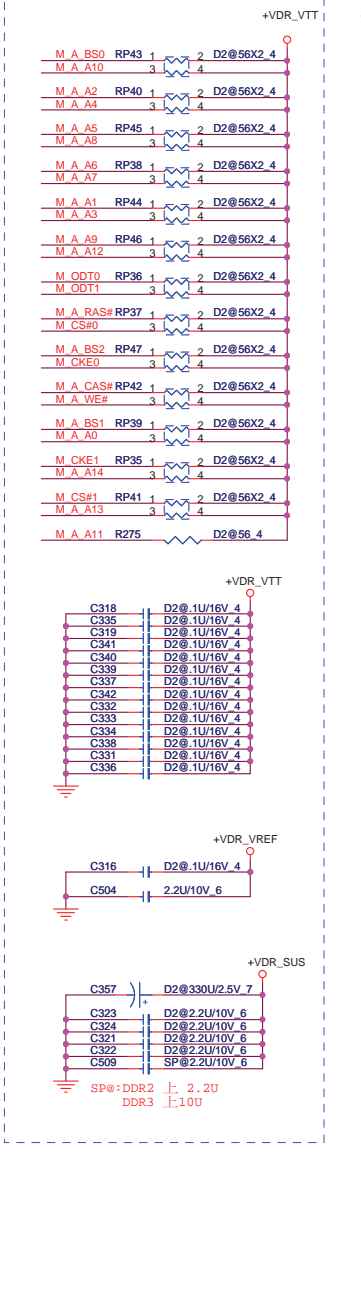 +VDR_VTT
M_A_BS0 RP43 1 2 D2@56X2_4
M_A_A10 3 4
M_A_A2 RP40 1 2 D2@56X2_4
M_A_A4 3 4
M_A_A5 RP45 1 2 D2@56X2_4
M_A_A8 3 4
M_A_A6 RP38 1 2 D2@56X2_4
M_A_A7 3 4
M_A_A1 RP44 1 2 D2@56X2_4
M_A_A3 3 4
M_A_A9 RP46 1 2 D2@56X2_4
M_A_A12 3 4
M_ODT0 RP36 1 2 D2@56X2_4
M_ODT1 3 4
M_A_RAS# RP37 1 2 D2@56X2_4
M_CS#0 3 4
M_A_BS2 RP47 1 2 D2@56X2_4
M_CKE0 3 4
M_A_CAS# RP42 1 2 D2@56X2_4
M_A_WE# 3 4
M_A_BS1 RP39 1 2 D2@56X2_4
M_A_A0 3 4
M_CKE1 RP35 1 2 D2@56X2_4
M_A_A14 3 4
M_CS#1 RP41 1 2 D2@56X2_4
M_A_A13 3 4
M_A_A11 R275 D2@56_4
+VDR_VTT
C318 D2@.1U/16V_4
C335 D2@.1U/16V_4
C319 D2@.1U/16V_4
C341 D2@.1U/16V_4
C340 D2@.1U/16V_4
C339 D2@.1U/16V_4
C337 D2@.1U/16V_4
C342 D2@.1U/16V_4
C332 D2@.1U/16V_4
C333 D2@.1U/16V_4
C334 D2@.1U/16V_4
C338 D2@.1U/16V_4
C331 D2@.1U/16V_4
C336 D2@.1U/16V_4
+VDR_VREF
C316 D2@.1U/16V_4
C504 2.2U/10V_6
+VDR_SUS
C357 + D2@330U/2.5V_7
C323 D2@2.2U/10V_6
C324 D2@2.2U/10V_6
C321 D2@2.2U/10V_6
C322 D2@2.2U/10V_6
C509 SP@2.2U/10V_6
SP@:DDR2 上 2.2U
DDR3 上10U